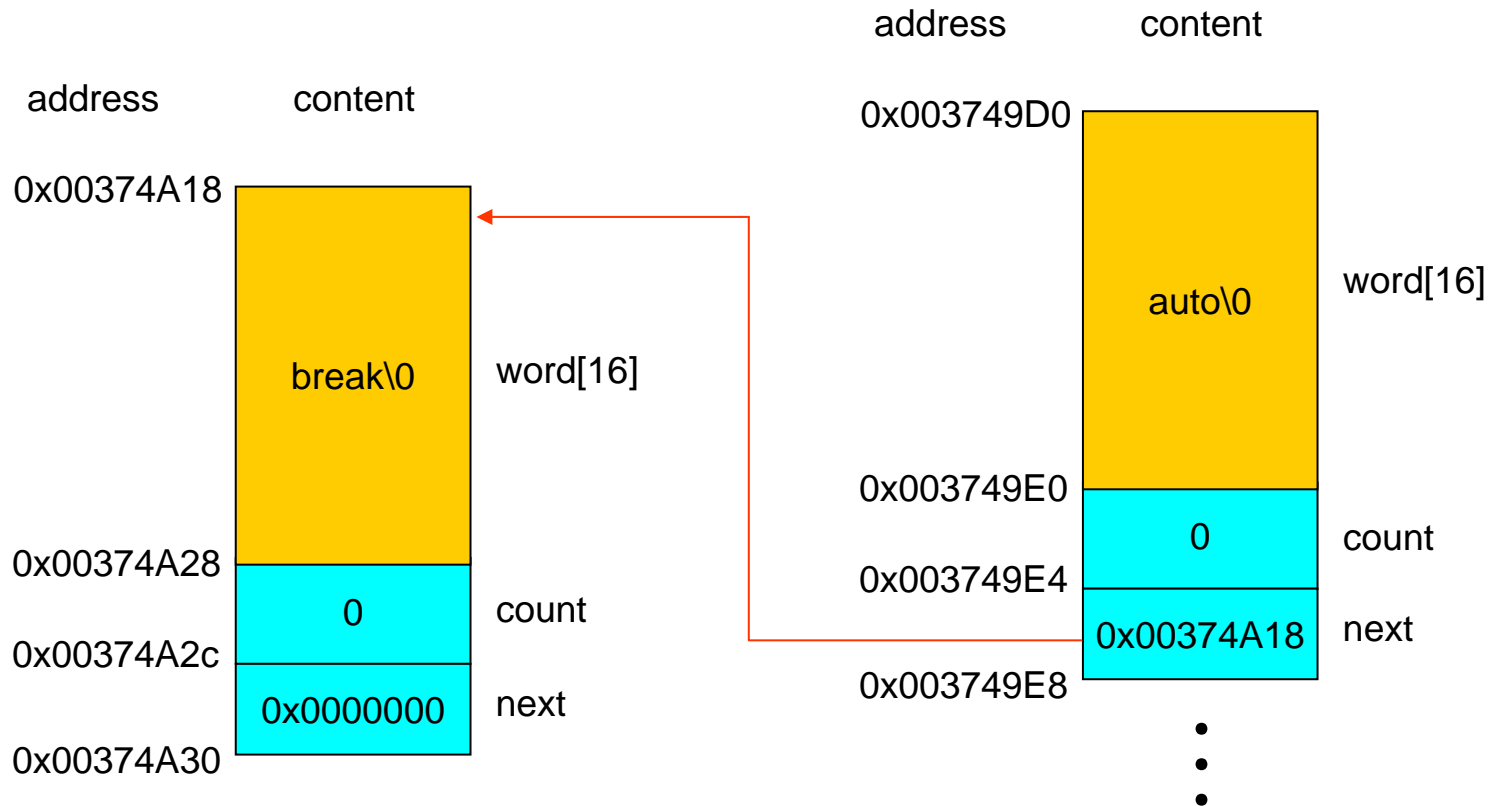 address content
0x00374A18
break\0 word[16]
0x00374A28
0 count
0x00374A2c
0x0000000 next
0x00374A30
address content
0x003749D0
auto\0 word[16]
0x003749E0
0 count
0x003749E4
0x00374A18 next
0x003749E8